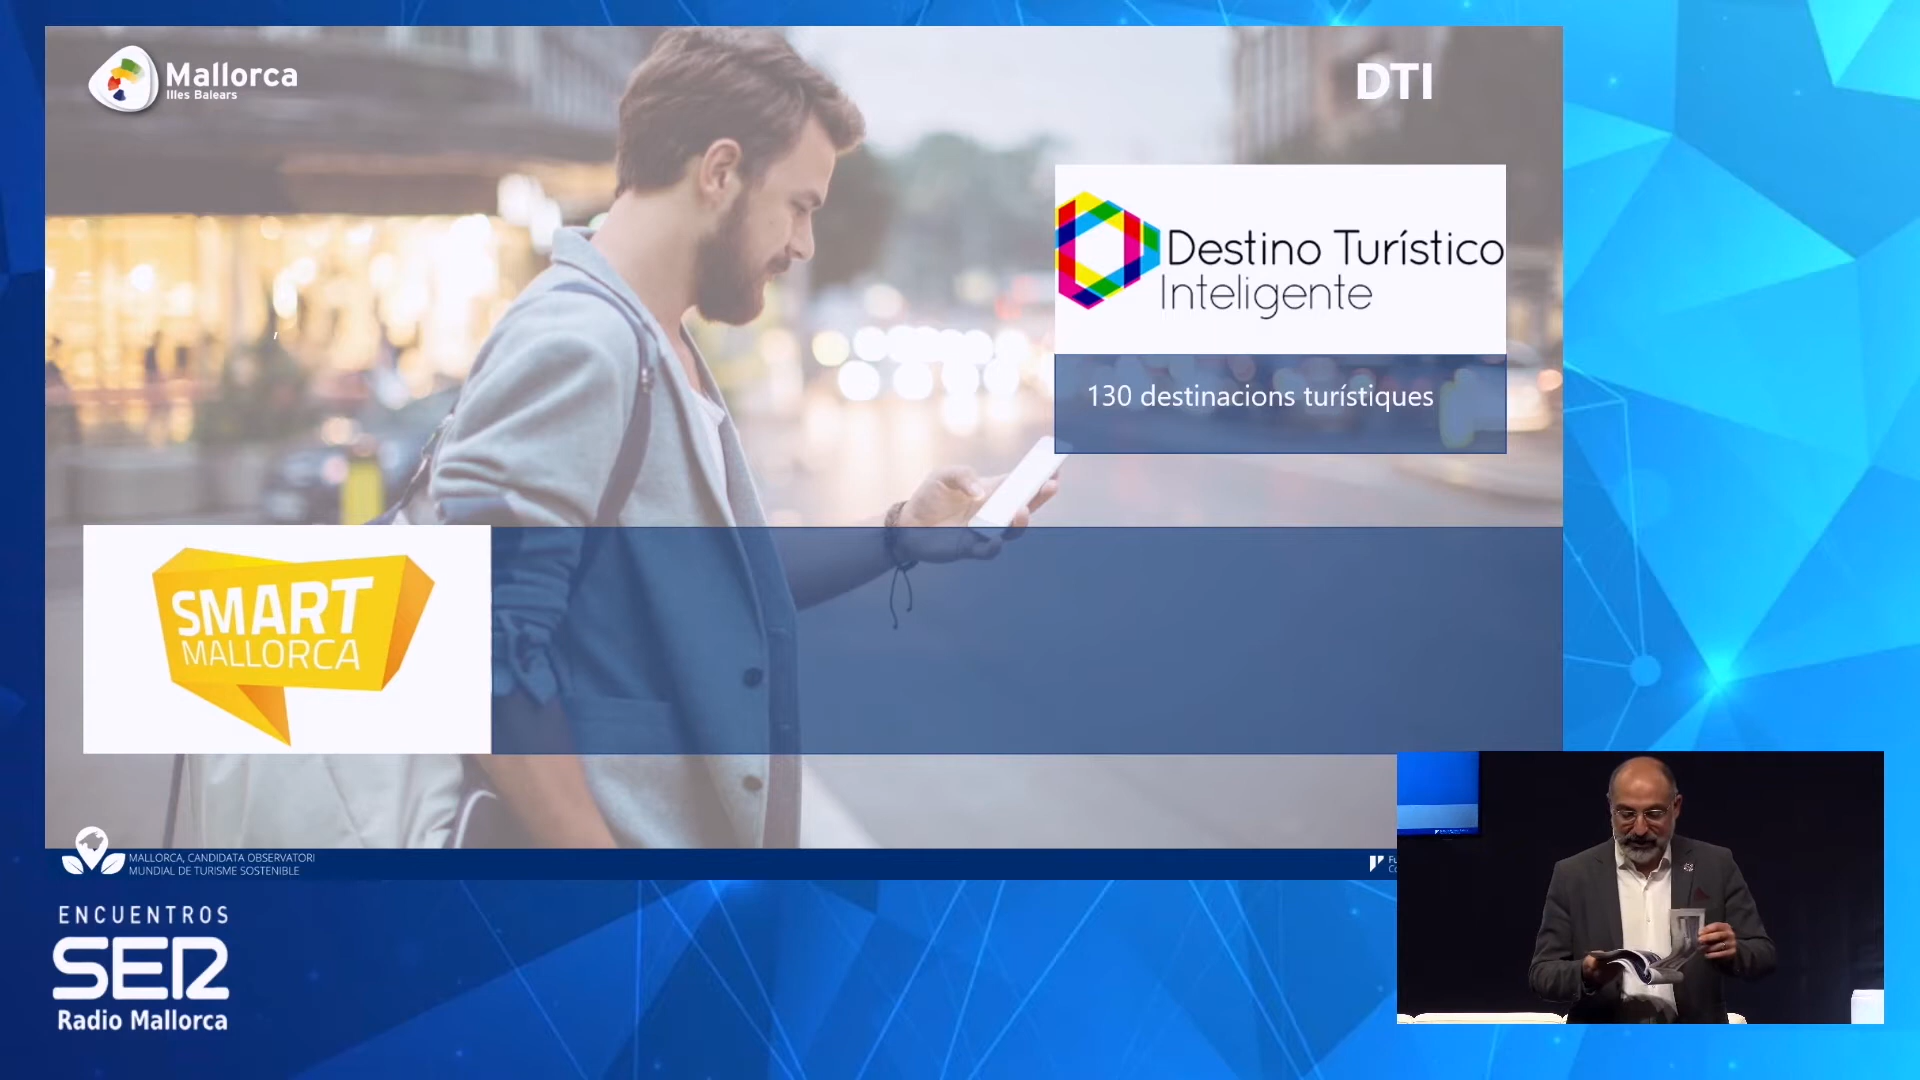 Mallorca
Illes Balears
DTI
Destino Turístico
Inteligente
130 destinacions turístiques
SMART
MALLORCA
MALLORCA, CANDIDATA OBSERVATORI
MUNDIAL DE TURISME SOSTENIBLE
ENCUENTROS
SER
Radio Mallorca